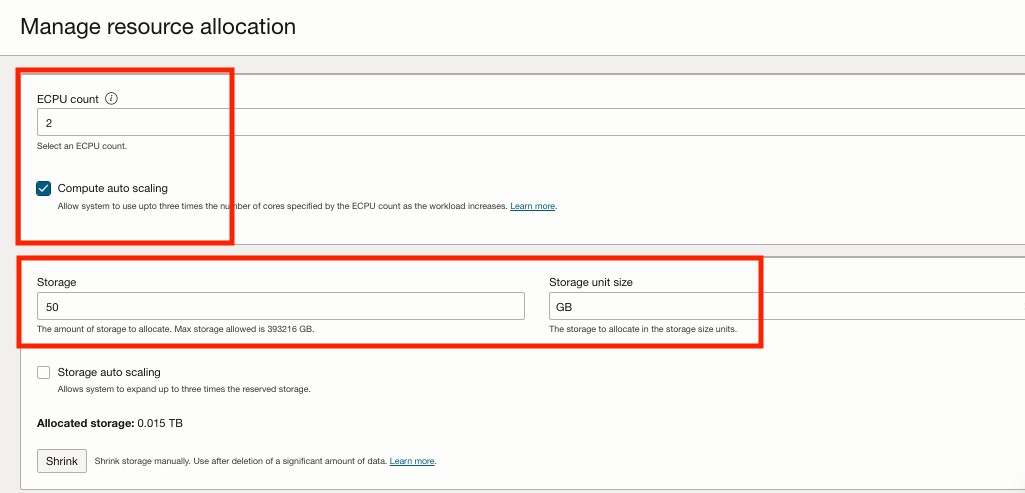 Manage resource allocation
ECPU count
2
Select an ECPU count.
Compute auto scaling
Allow system to use upto three times the number of cores specified by the ECPU count as the workload increases. Learn more.
Storage
Storage unit size
50
GB
The amount of storage to allocate. Max storage allowed is 393216 GB.
The storage to allocate in the storage size units.
Storage auto scaling
Allows system to expand up to three times the reserved storage.
Allocated storage: 0.015 TB
Shrink
Shrink storage manually. Use after deletion of a significant amount of data. Learn more.